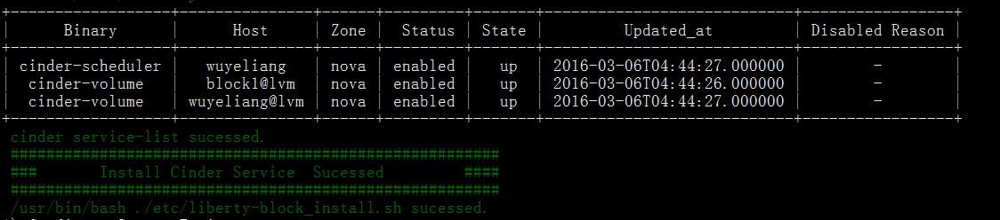 | Binary | Host | Zone | Status | State | Updated_at | Disabled Reason |
| cinder-scheduler | wuyeliang | nova | enabled | up | 2016-03-06T04:44:27.000000 | - |
| cinder-volume | block1@lvm | nova | enabled | up | 2016-03-06T04:44:26.000000 | - |
| cinder-volume | wuyeliang@lvm | nova | enabled | up | 2016-03-06T04:44:27.000000 | - |
cinder service-list sucessed.
#######################################################
### Install Cinder Service Sucessed ####
#######################################################
/usr/bin/bash ./etc/liberty-block_install.sh sucessed.